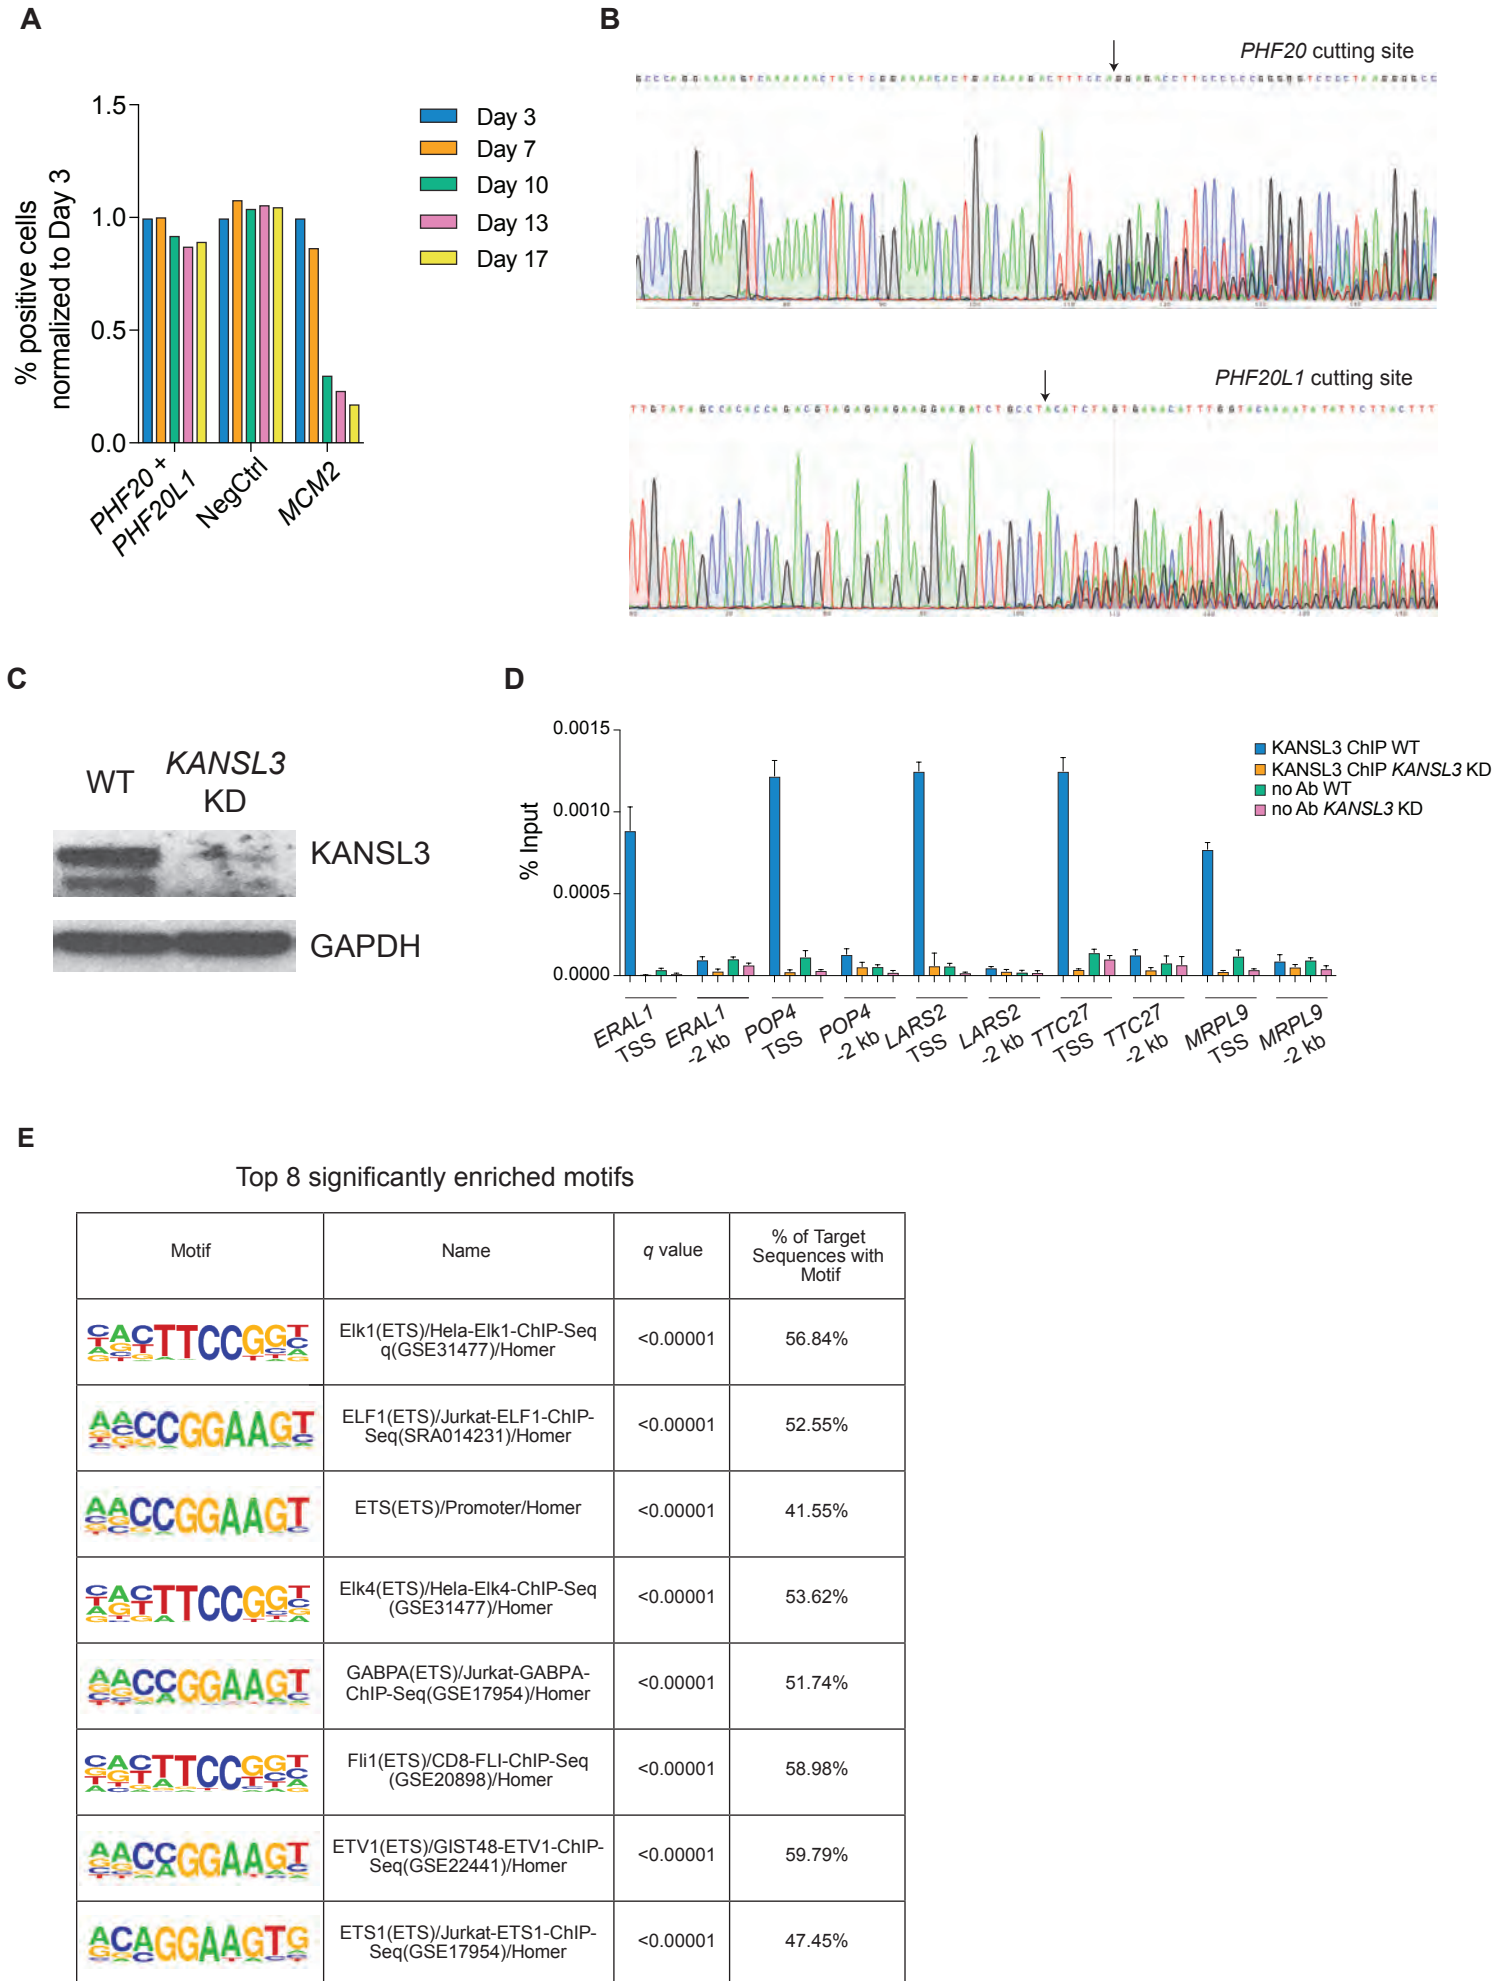 A
1.5
1.0
0.5
0.0
% positive cells
normalized to Day 3
PHF20 +
PHF20L1
NegCtrl
MCM2
Day 3
Day 7
Day 10
Day 13
Day 17
B
PHF20 cutting site
PHF20L1 cutting site
C
WT
KANSL3
KD
KANSL3
GAPDH
D
0.0015
0.0010
0.0005
0.0000
% Input
KANSL3 ChIP WT
KANSL3 ChIP KANSL3 KD
no Ab WT
no Ab KANSL3 KD
ERAL1
TSS
ERAL1
-2 kb
POP4
TSS
POP4
-2 kb
LARS2
TSS
LARS2
-2 kb
TTC27
TSS
TTC27
-2 kb
MRPL9
TSS
MRPL9
-2 kb
E
Top 8 significantly enriched motifs
Motif
Name
q value
% of Target
Sequences with
Motif
Elk1(ETS)/Hela-Elk1-ChIP-Seq
q(GSE31477)/Homer
<0.00001
56.84%
ELF1(ETS)/Jurkat-ELF1-ChIP-
Seq(SRA014231)/Homer
<0.00001
52.55%
ETS(ETS)/Promoter/Homer
<0.00001
41.55%
Elk4(ETS)/Hela-Elk4-ChIP-Seq
(GSE31477)/Homer
<0.00001
53.62%
GABPA(ETS)/Jurkat-GABPA-
ChIP-Seq(GSE17954)/Homer
<0.00001
51.74%
Fli1(ETS)/CD8-FLI-ChIP-Seq
(GSE20898)/Homer
<0.00001
58.98%
ETV1(ETS)/GIST48-ETV1-ChIP-
Seq(GSE22441)/Homer
<0.00001
59.79%
ETS1(ETS)/Jurkat-ETS1-ChIP-
Seq(GSE17954)/Homer
<0.00001
47.45%